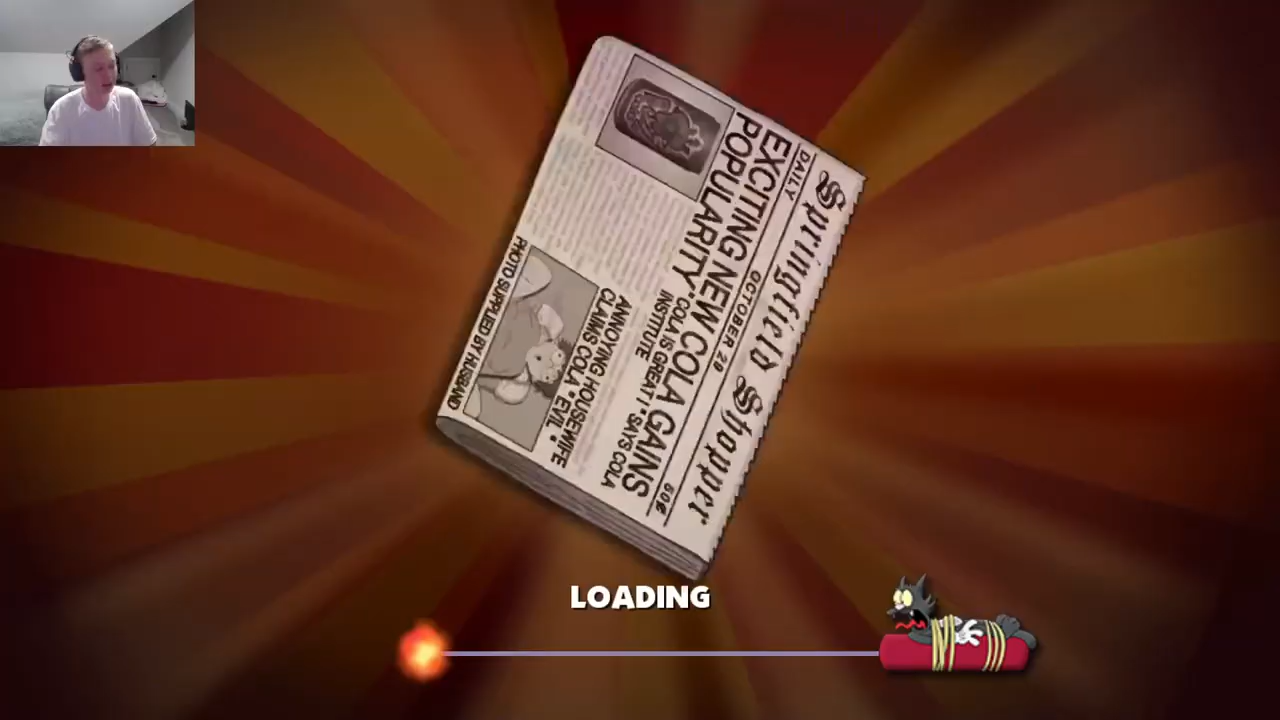 Springfield Shopper
DAILY
OCTOBER 29
50¢
EXCITING NEW COLA GAINS
POPULARITY
"COLA IS GREAT!" SAYS COLA
INSTITUTE
ANNOYING HOUSEWIFE
CLAIMS COLA "EVIL"
PHOTO SUPPLIED BY HUSBAND
LOADING